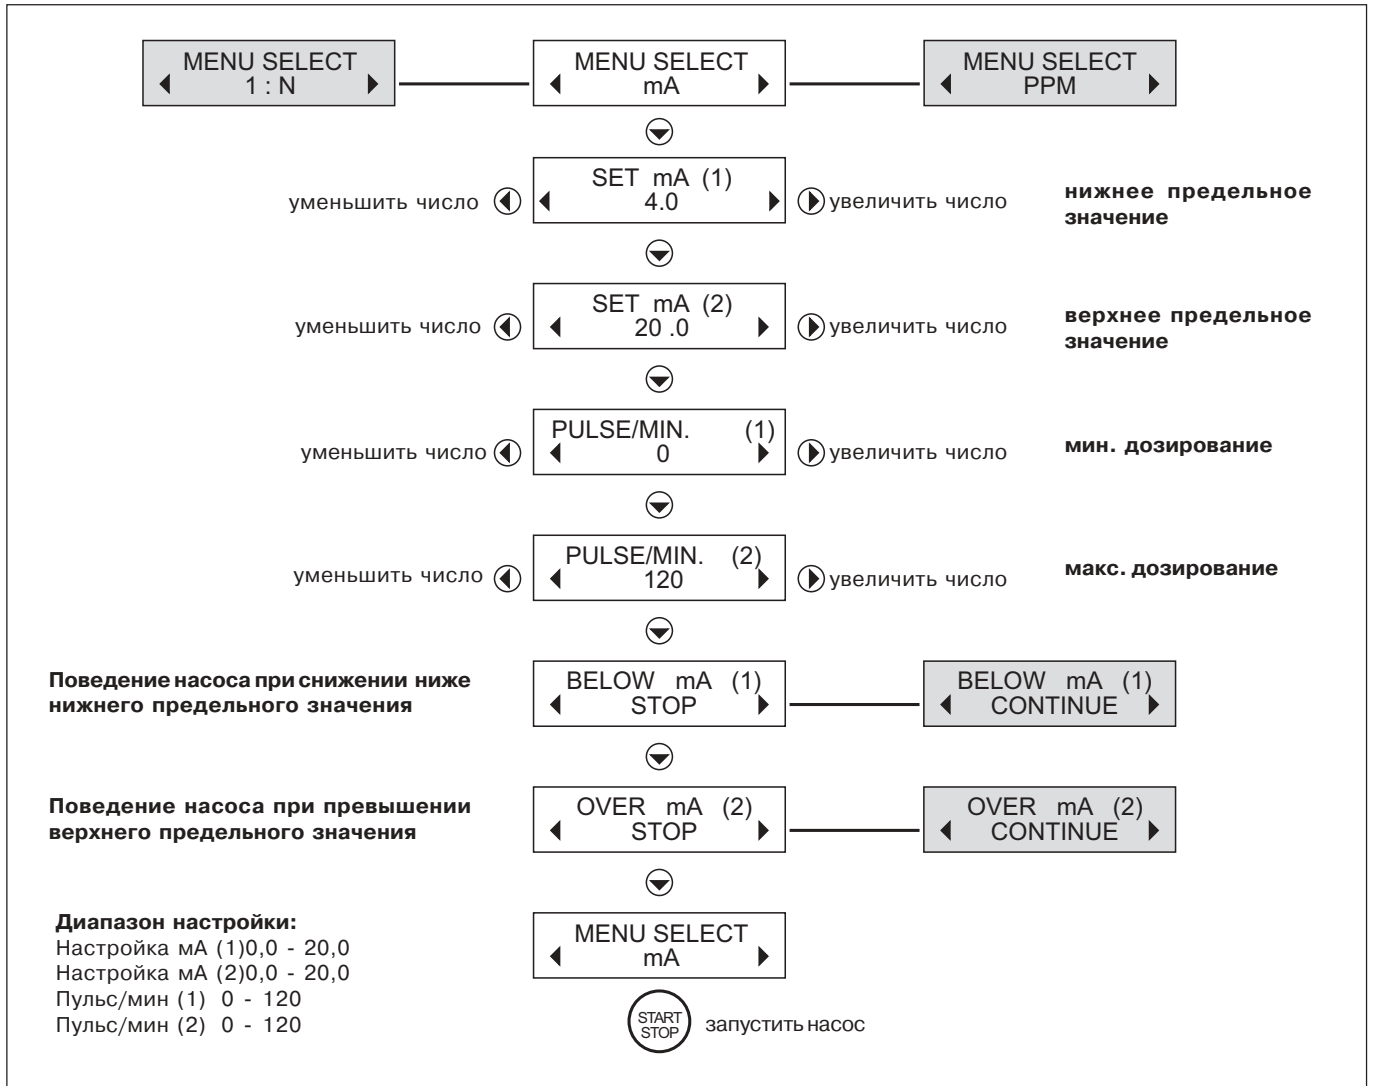 MENU SELECT
1 : N
MENU SELECT
mA
MENU SELECT
PPM
SET mA (1)
4.0
уменьшить число
увеличить число
нижнее предельное
значение
SET mA (2)
20 .0
уменьшить число
увеличить число
верхнее предельное
значение
PULSE/MIN. (1)
0
уменьшить число
увеличить число
мин. дозирование
PULSE/MIN. (2)
120
уменьшить число
увеличить число
макс. дозирование
Поведение насоса при снижении ниже
нижнего предельного значения
BELOW mA (1)
STOP
BELOW mA (1)
CONTINUE
Поведение насоса при превышении
верхнего предельного значения
OVER mA (2)
STOP
OVER mA (2)
CONTINUE
Диапазон настройки:
Настройка мА (1)0,0 - 20,0
Настройка мА (2)0,0 - 20,0
Пульс/мин (1) 0 - 120
Пульс/мин (2) 0 - 120
MENU SELECT
mA
START
STOP
запустить насос